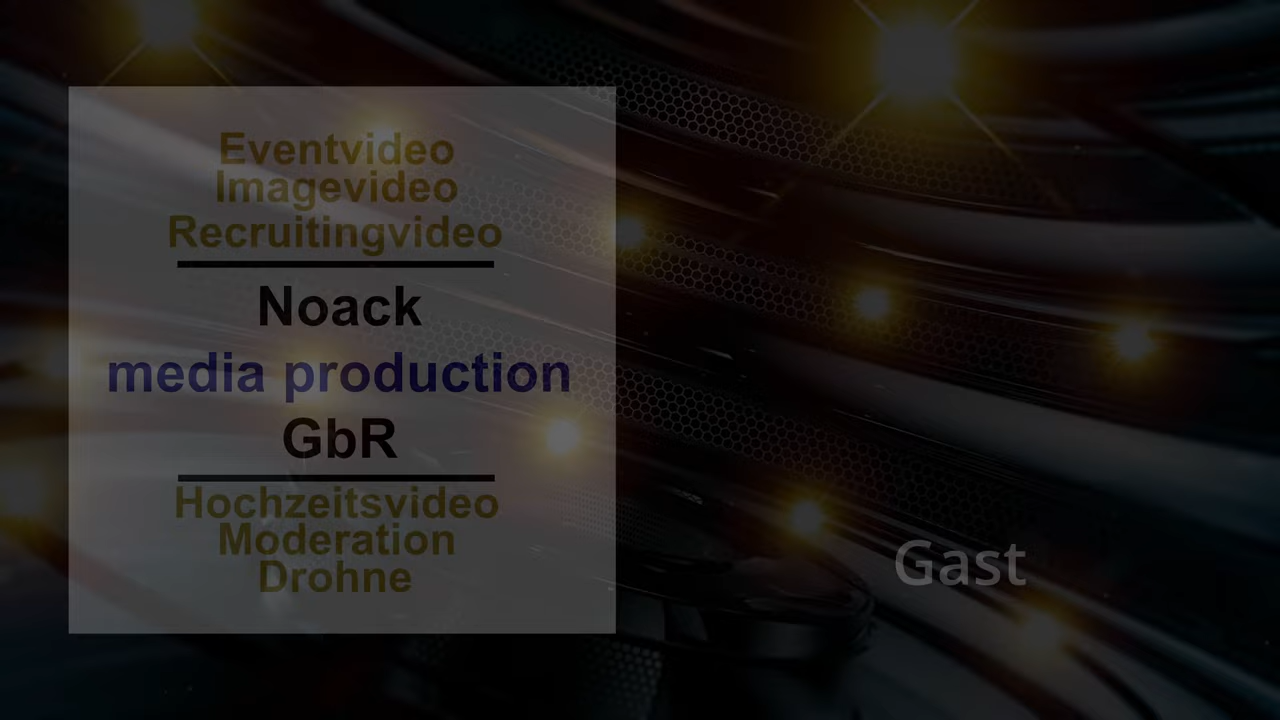 Eventvideo
Imagevideo
Recruitingvideo
Noack
media production
GbR
Hochzeitsvideo
Moderation
Drohne
Gast